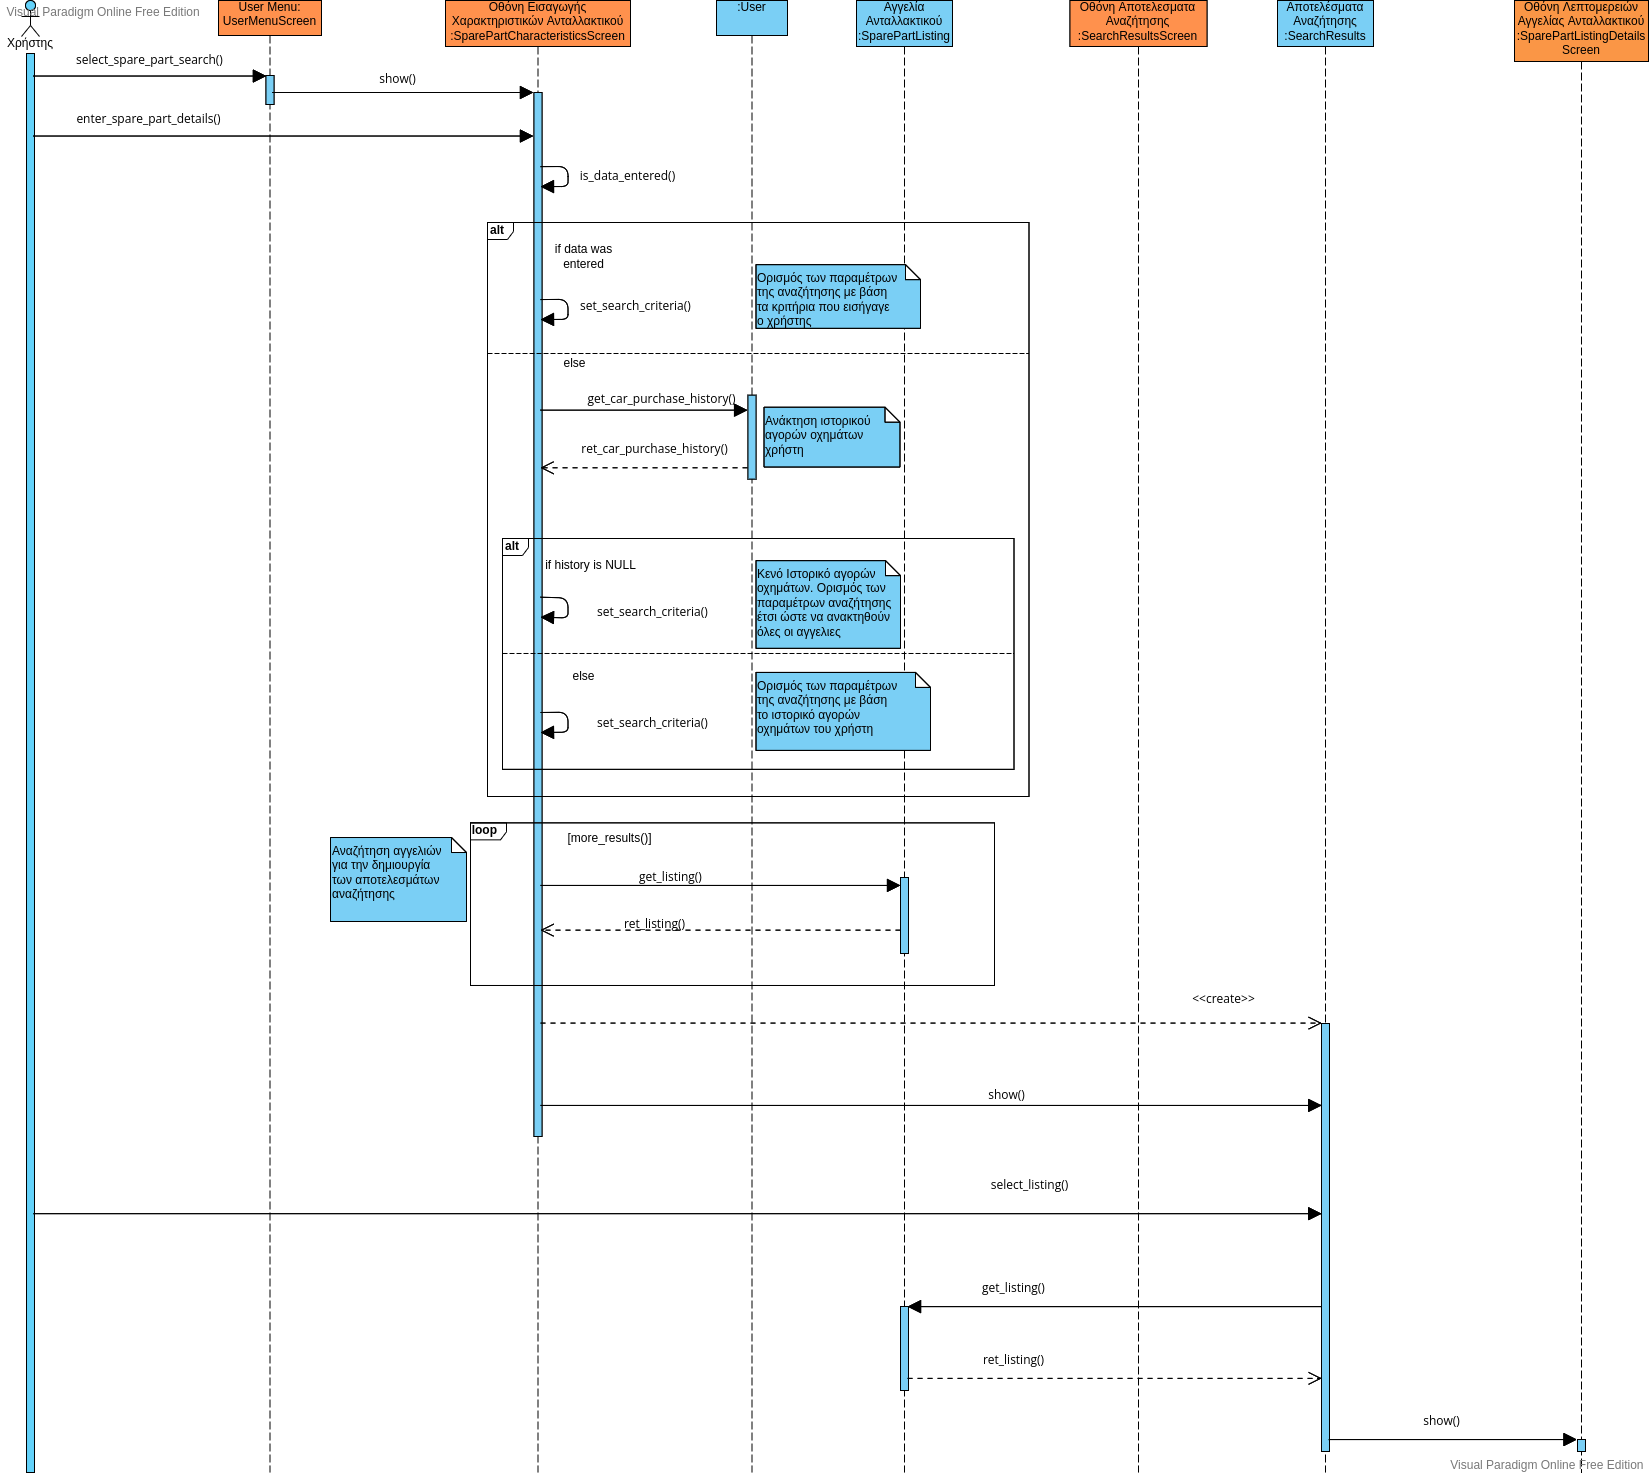 Visual Paradigm Online Free Edition
Χρήστης
User Menu:
UserMenuScreen
Οθόνη Εισαγωγής
Χαρακτηριστικών Ανταλλακτικού
:SparePartCharacteristicsScreen
:User
Αγγελία
Ανταλλακτικού
:SparePartListing
Οθόνη Αποτελεσματα
Αναζήτησης
:SearchResultsScreen
Αποτελέσματα
Αναζήτησης
:SearchResults
Οθόνη Λεπτομερειών
Αγγελίας Ανταλλακτικού
:SparePartListingDetails
Screen
select_spare_part_search()
show()
enter_spare_part_details()
is_data_entered()
alt
if data was
entered
set_search_criteria()
Ορισμός των παραμέτρων
της αναζήτησης με βάση
τα κριτήρια που εισήγαγε
ο χρήστης
else
get_car_purchase_history()
Ανάκτηση ιστορικού
αγορών οχημάτων
χρήστη
ret_car_purchase_history()
alt
if history is NULL
set_search_criteria()
Κενό Ιστορικό αγορών
οχημάτων. Ορισμός των
παραμέτρων αναζήτησης
έτσι ώστε να ανακτηθούν
όλες οι αγγελιες
else
set_search_criteria()
Ορισμός των παραμέτρων
της αναζήτησης με βάση
το ιστορικό αγορών
οχημάτων του χρήστη
loop
[more_results()]
Αναζήτηση αγγελιών
για την δημιουργία
των αποτελεσμάτων
αναζήτησης
get_listing()
ret_listing()
<<create>>
show()
select_listing()
get_listing()
ret_listing()
show()
Visual Paradigm Online Free Edition